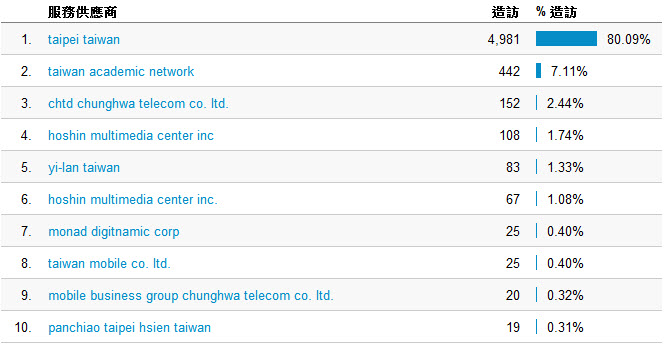 服務供應商 造訪 % 造訪
1. taipei taiwan 4,981 80.09%
2. taiwan academic network 442 7.11%
3. chtd chunghwa telecom co. ltd. 152 2.44%
4. hoshin multimedia center inc 108 1.74%
5. yi-lan taiwan 83 1.33%
6. hoshin multimedia center inc. 67 1.08%
7. monad digitnamic corp 25 0.40%
8. taiwan mobile co. ltd. 25 0.40%
9. mobile business group chunghwa telecom co. ltd. 20 0.32%
10. panchiao taipei hsien taiwan 19 0.31%